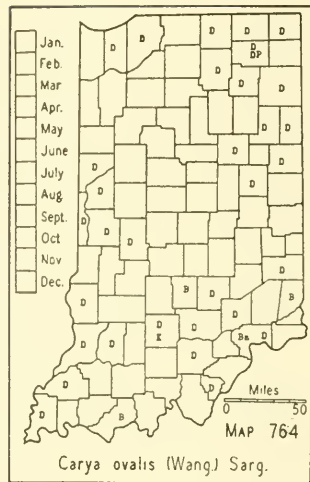 Jan.
Feb.
Mar
Apr.
May
June
July
Aug
Sept.
Oct
Nov
Dec.
D D D D D
D
DP
D D D
D D
D D
D
D
D D D
D
B D B
D D
D
K
D Ba D
D D D
D D
D B
Miles
0 50
MAP 764
Carya ovalis (Wang.) Sarg.